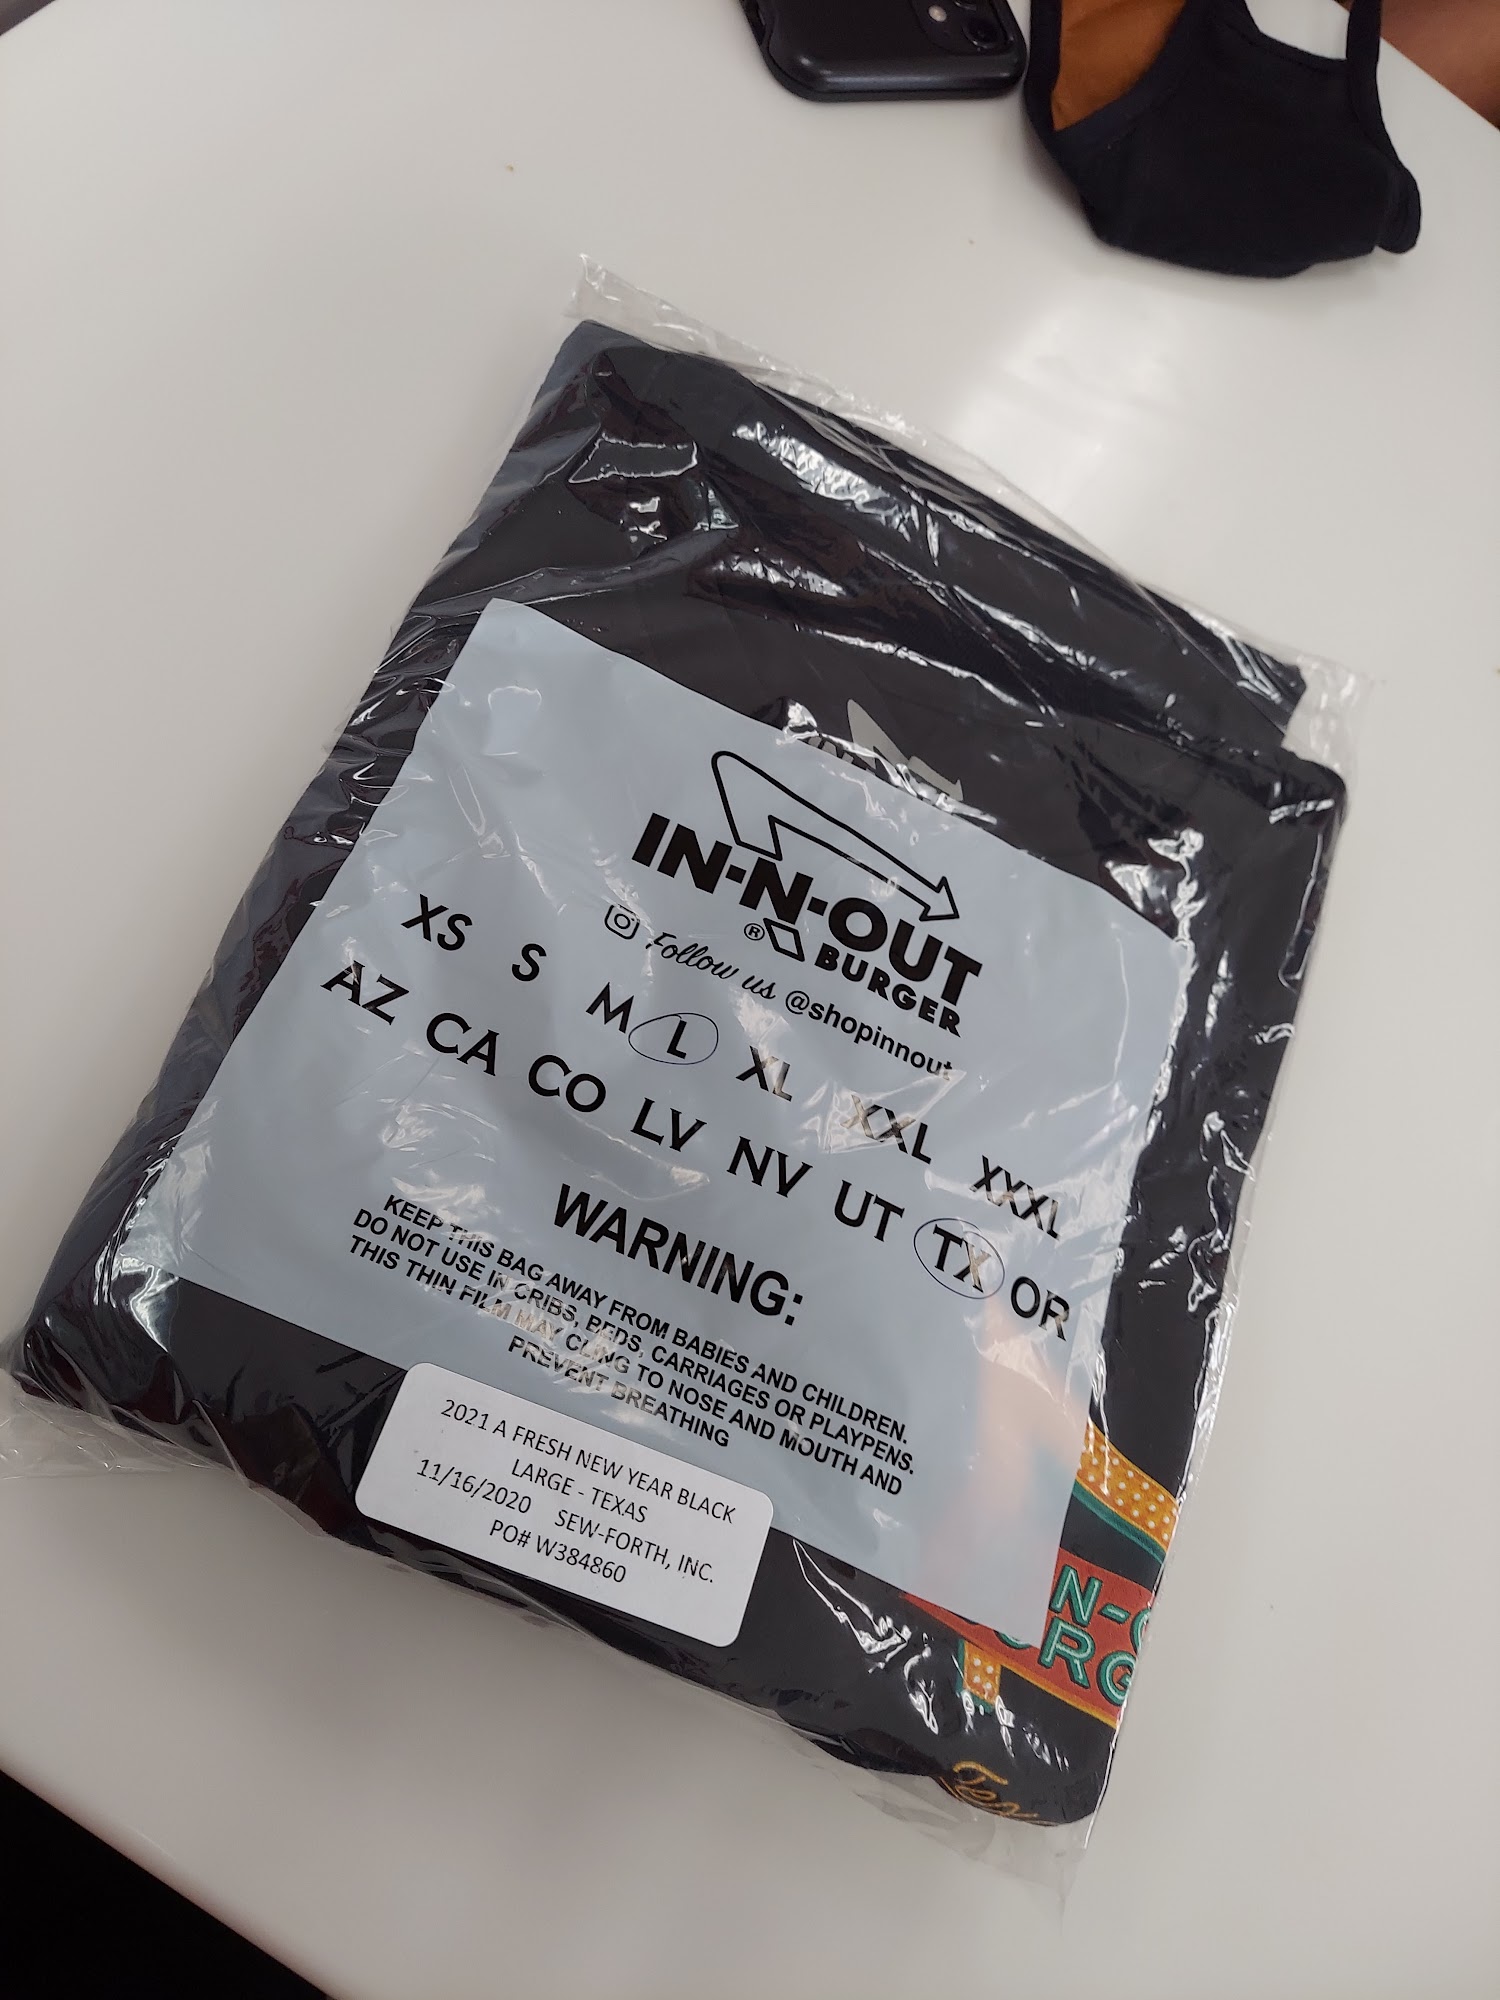 IN-N-OUT
® BURGER
Follow us @shopinnout
XS S M L XL XXL XXXL
AZ CA CO LV NV UT TX OR
WARNING:
KEEP THIS BAG AWAY FROM BABIES AND CHILDREN.
DO NOT USE IN CRIBS, BEDS, CARRIAGES OR PLAYPENS.
THIS THIN FILM MAY CLING TO NOSE AND MOUTH AND
PREVENT BREATHING
2021 A FRESH NEW YEAR BLACK
LARGE - TEXAS
11/16/2020 SEW-FORTH, INC.
PO# W384860
N-O
URG
Tex